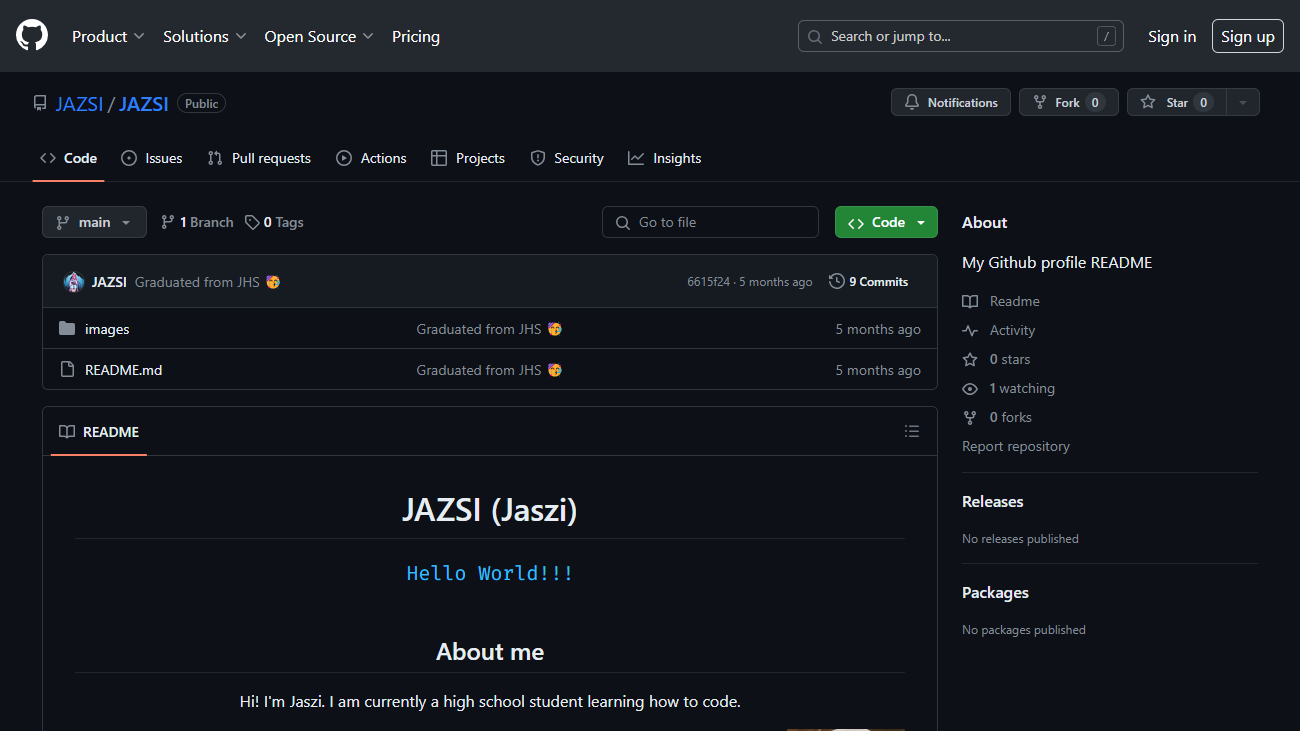 Product Solutions Open Source Pricing Search or jump to... / Sign in Sign up
JAZSI / JAZSI Public Notifications Fork 0 Star 0
Code Issues Pull requests Actions Projects Security Insights
main 1 Branch 0 Tags Go to file Code
JAZSI Graduated from JHS 🥳 6615f24 · 5 months ago 9 Commits
images Graduated from JHS 🥳 5 months ago
README.md Graduated from JHS 🥳 5 months ago
README
JAZSI (Jaszi)
Hello World!!!
About me
Hi! I'm Jaszi. I am currently a high school student learning how to code.
About
My Github profile README
Readme
Activity
0 stars
1 watching
0 forks
Report repository
Releases
No releases published
Packages
No packages published